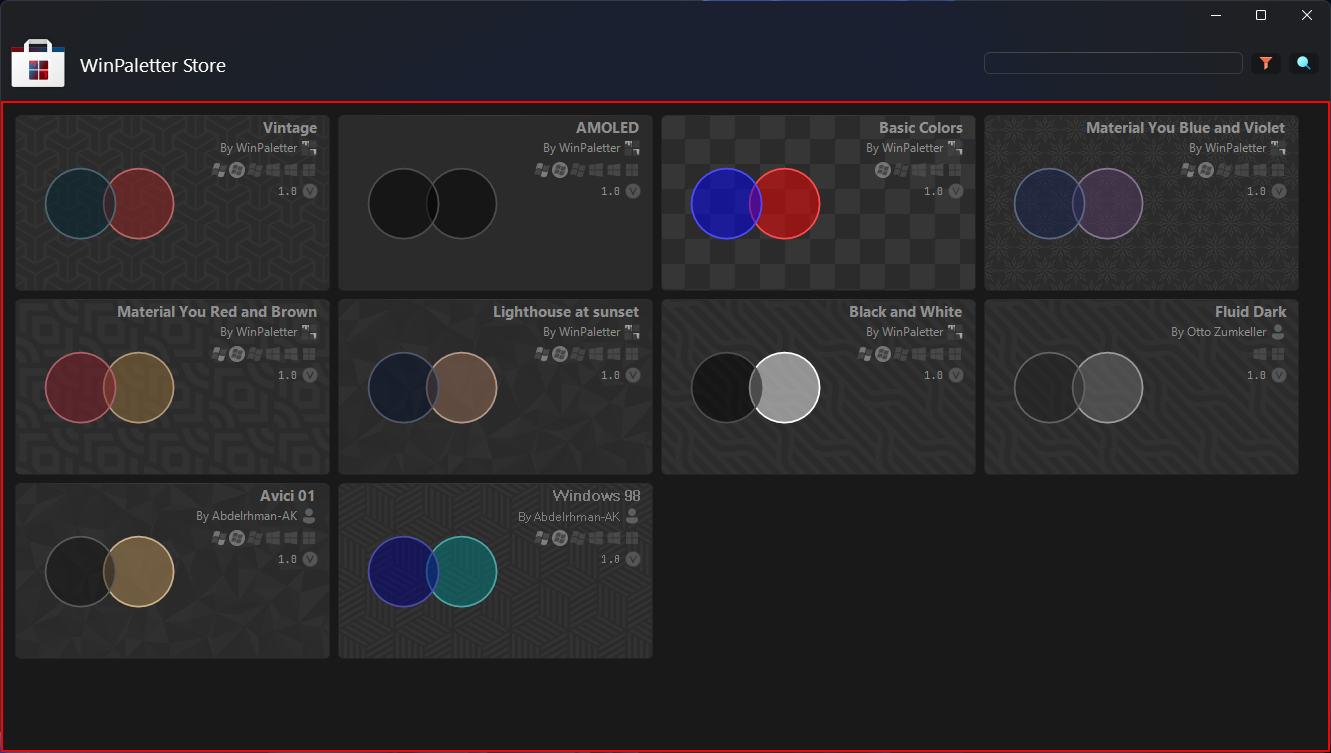 WinPaletter Store
Vintage
By WinPaletter
1.0
AMOLED
By WinPaletter
1.0
Basic Colors
By WinPaletter
1.0
Material You Blue and Violet
By WinPaletter
1.0
Material You Red and Brown
By WinPaletter
1.0
Lighthouse at sunset
By WinPaletter
1.0
Black and White
By WinPaletter
1.0
Fluid Dark
By Otto Zumkeller
1.0
Avici 01
By Abdelrhman-AK
1.0
Windows 98
By Abdelrhman-AK
1.0